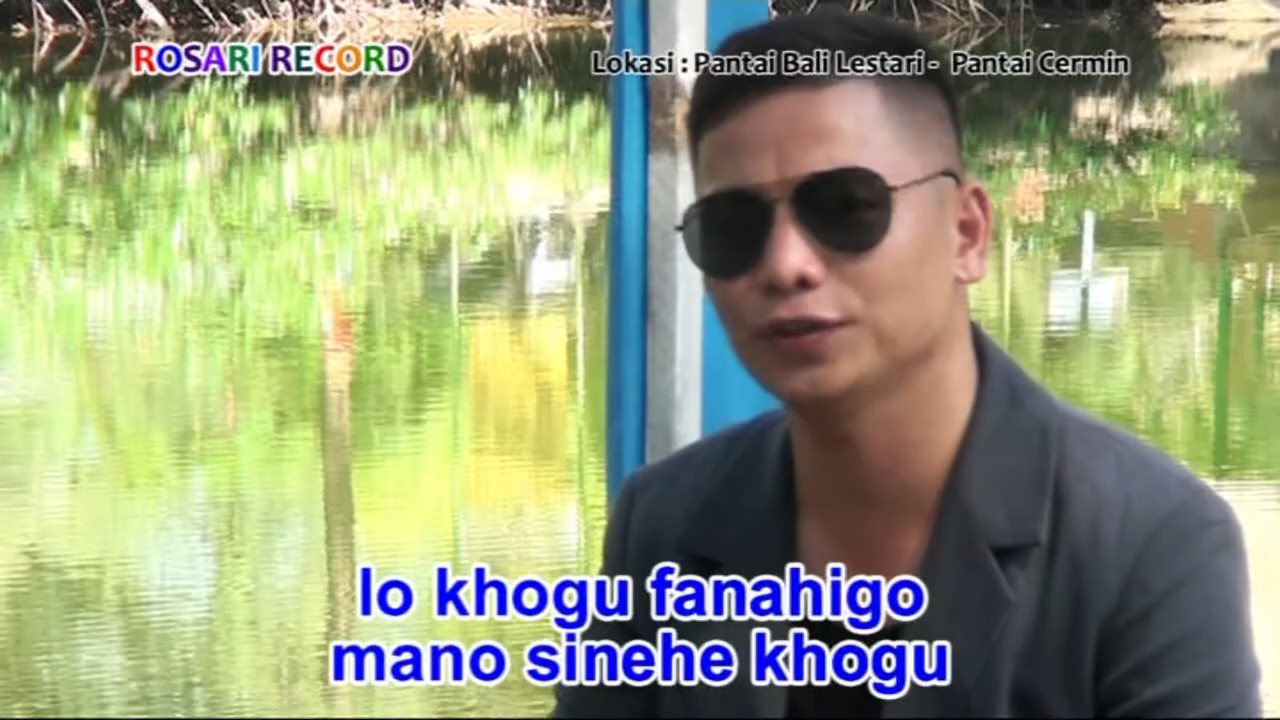 ROSARI RECORD
Lokasi : Pantai Bali Lestari - Pantai Cermin
lo khogu fanahigo
mano sinehe khogu